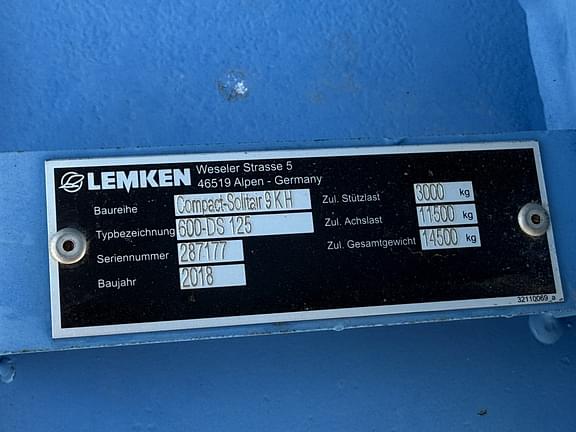 LEMKEN Weseler Strasse 5
46519 Alpen - Germany
Baureihe Compact-Solitair 9 K H Zul. Stützlast 3000 kg
Typbezeichnung 600-DS 125 Zul. Achslast 11500 kg
Seriennummer 287177 Zul. Gesamtgewicht 14500 kg
Baujahr 2018
32110069_a